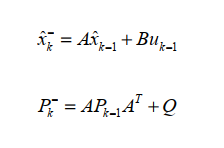 x̂ₖ⁻ = Ax̂ₖ₋₁ + Buₖ₋₁
Pₖ⁻ = APₖ₋₁Aᵀ + Q